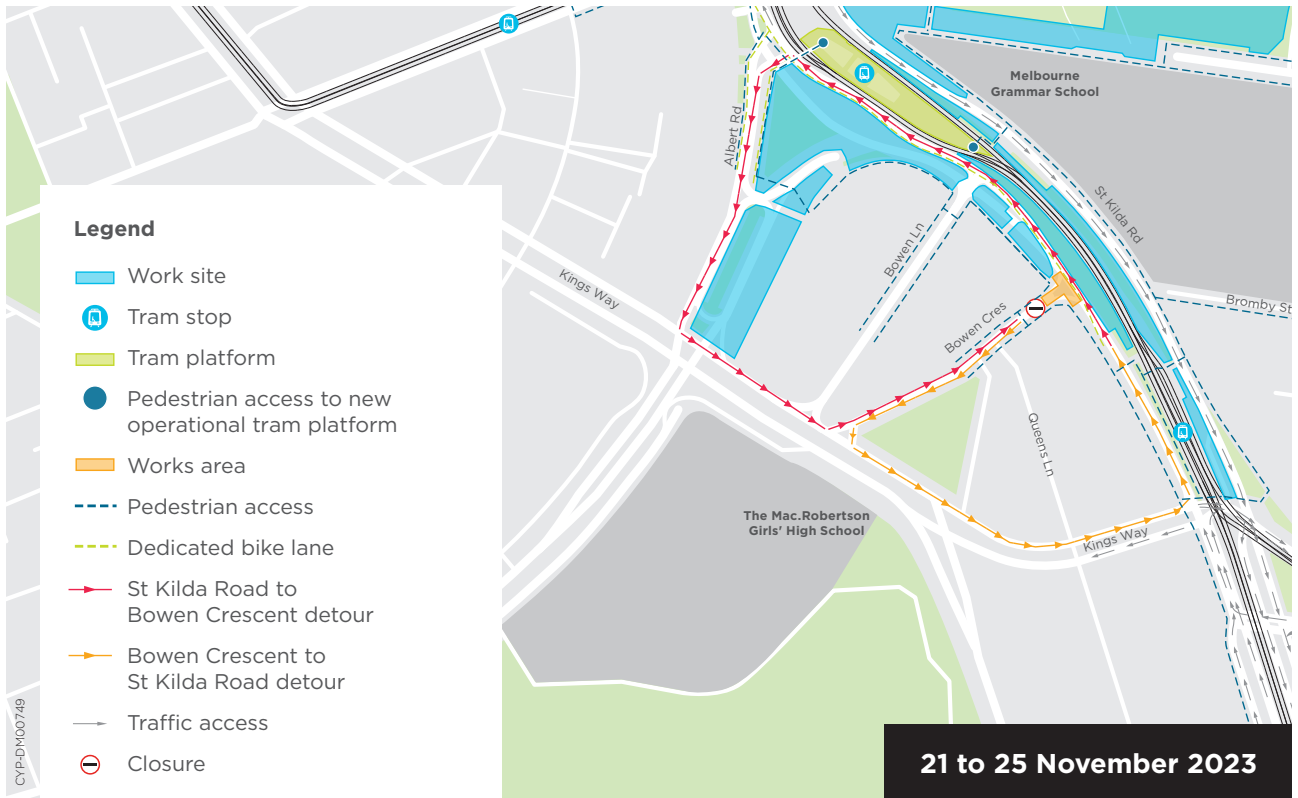 Melbourne
Grammar School
Albert Rd
St Kilda Rd
Bowen Ln
Kings Way
Bromby St
Bowen Cres
Queens Ln
The Mac.Robertson
Girls' High School
Kings Way
Legend
Work site
Tram stop
Tram platform
Pedestrian access to new
operational tram platform
Works area
Pedestrian access
Dedicated bike lane
St Kilda Road to
Bowen Crescent detour
Bowen Crescent to
St Kilda Road detour
Traffic access
Closure
CYP-DM00749
21 to 25 November 2023